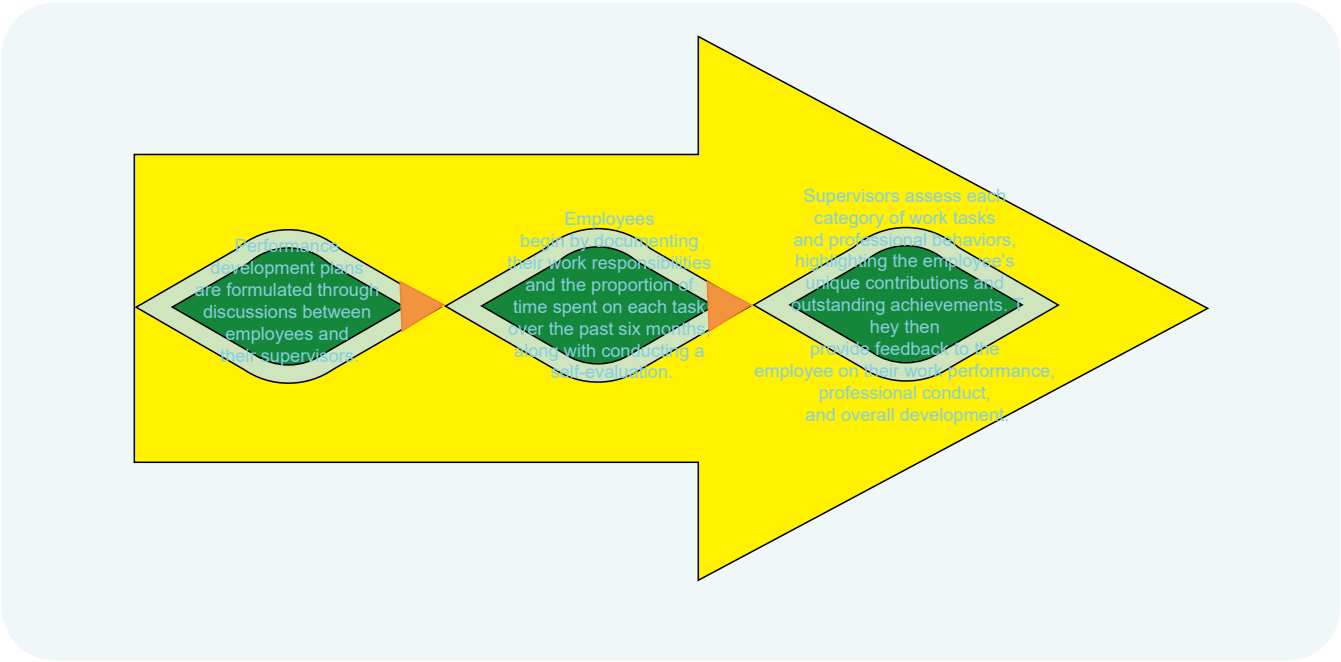 Performance
development plans
are formulated through
discussions between
employees and
their supervisors.
Employees
begin by documenting
their work responsibilities
and the proportion of
time spent on each task
over the past six months,
along with conducting a
self-evaluation.
Supervisors assess each
category of work tasks
and professional behaviors,
highlighting the employee's
unique contributions and
outstanding achievements. T
hey then
provide feedback to the
employee on their work performance,
professional conduct,
and overall development.